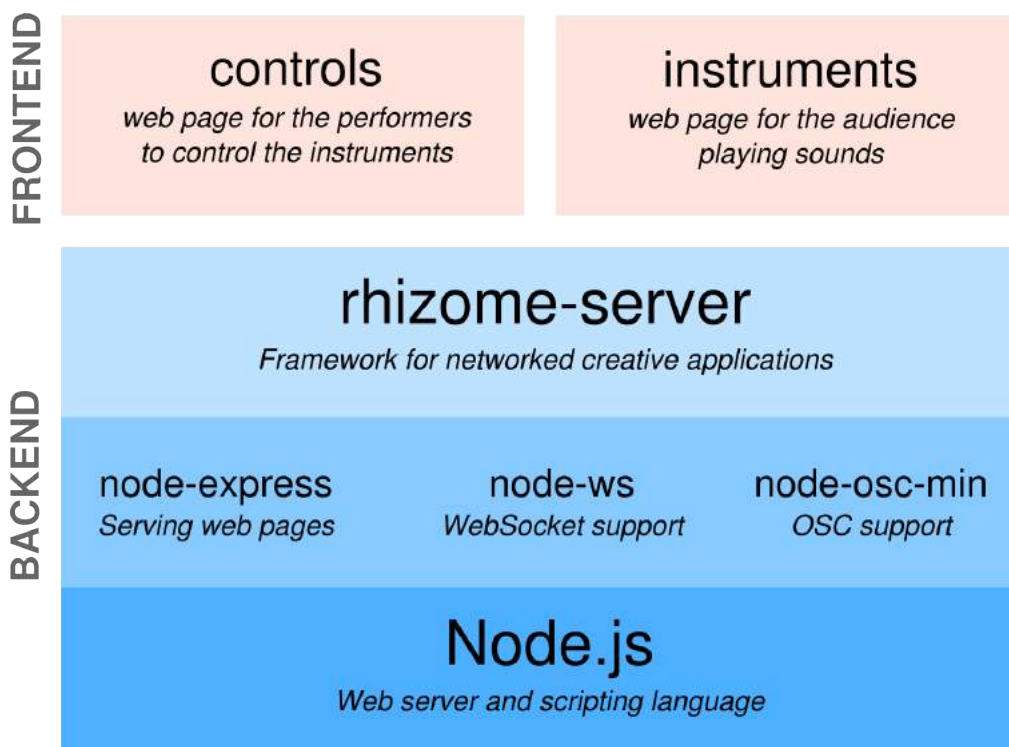 FRONTEND
controls
web page for the performers
to control the instruments
instruments
web page for the audience
playing sounds
BACKEND
rhizome-server
Framework for networked creative applications
node-express
Serving web pages
node-ws
WebSocket support
node-osc-min
OSC support
Node.js
Web server and scripting language